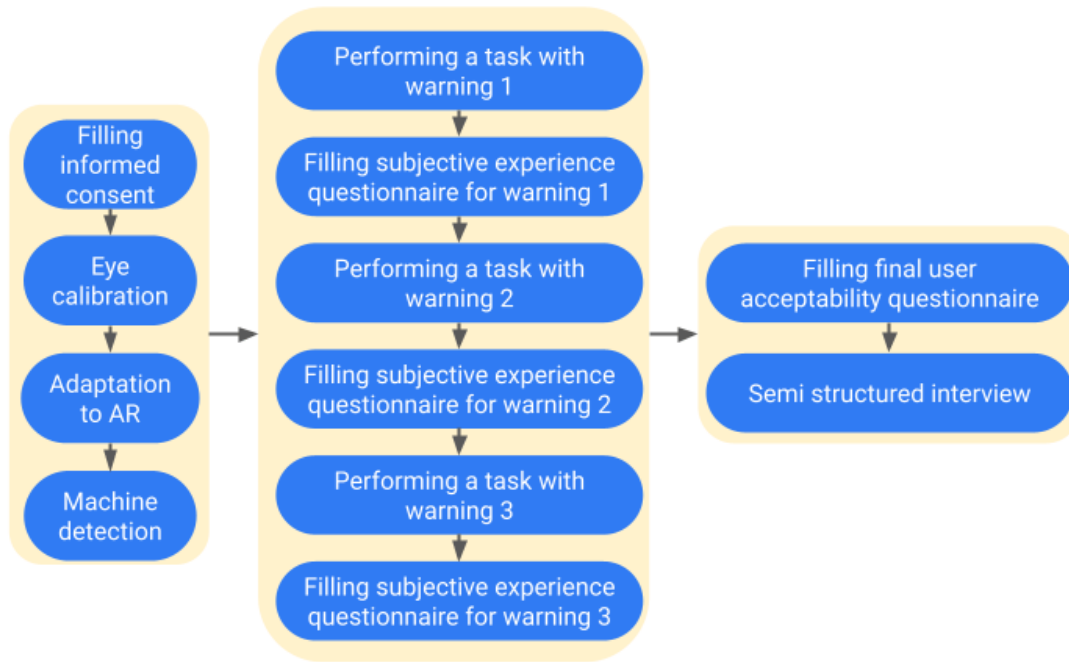 Filling
informed
consent
Eye
calibration
Adaptation
to AR
Machine
detection
Performing a task with
warning 1
Filling subjective experience
questionnaire for warning 1
Performing a task with
warning 2
Filling subjective experience
questionnaire for warning 2
Performing a task with
warning 3
Filling subjective experience
questionnaire for warning 3
Filling final user
acceptability questionnaire
Semi structured interview